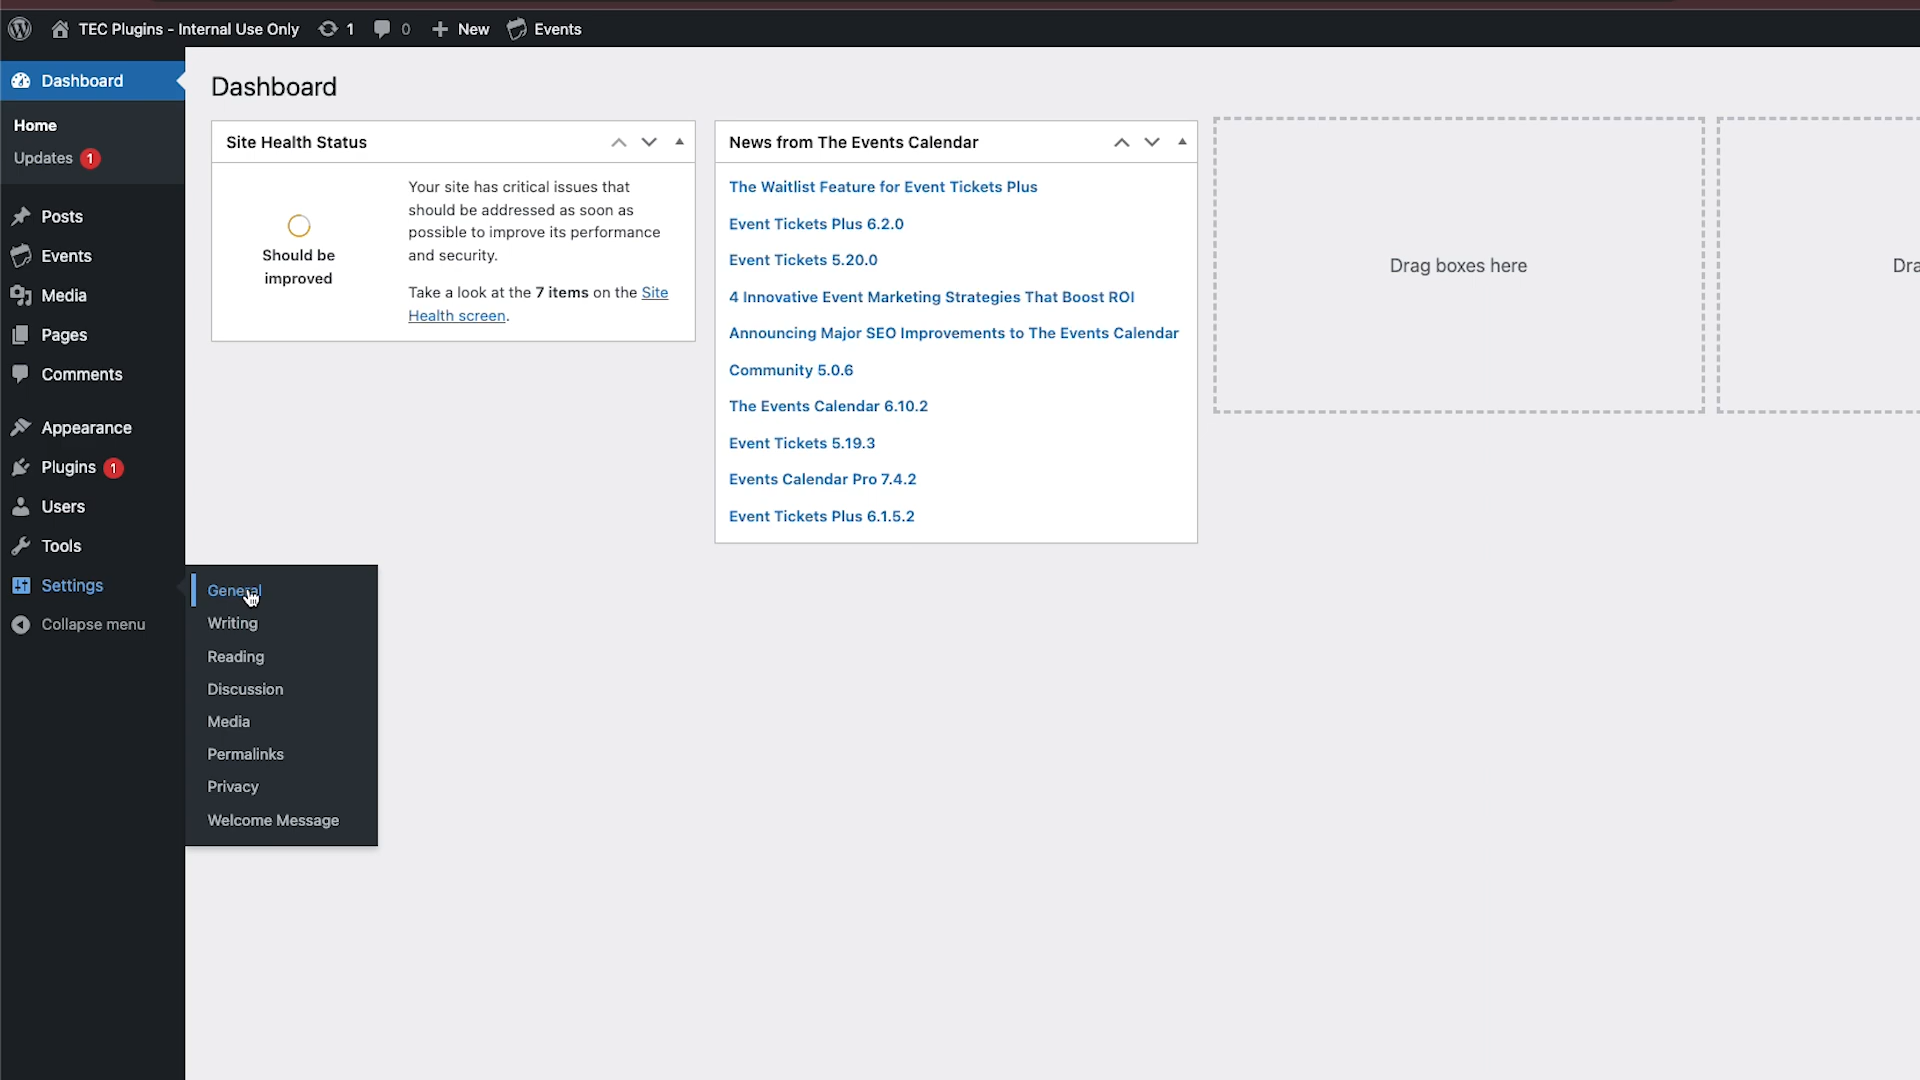 TEC Plugins - Internal Use Only 1 0 New Events
Dashboard
Home
Updates 1
Posts
Events
Media
Pages
Comments
Appearance
Plugins 1
Users
Tools
Settings
Collapse menu
General
Writing
Reading
Discussion
Media
Permalinks
Privacy
Welcome Message
Dashboard
Site Health Status
Should be
improved
Your site has critical issues that
should be addressed as soon as
possible to improve its performance
and security.
Take a look at the 7 items on the Site
Health screen.
News from The Events Calendar
The Waitlist Feature for Event Tickets Plus
Event Tickets Plus 6.2.0
Event Tickets 5.20.0
4 Innovative Event Marketing Strategies That Boost ROI
Announcing Major SEO Improvements to The Events Calendar
Community 5.0.6
The Events Calendar 6.10.2
Event Tickets 5.19.3
Events Calendar Pro 7.4.2
Event Tickets Plus 6.1.5.2
Drag boxes here
Dra